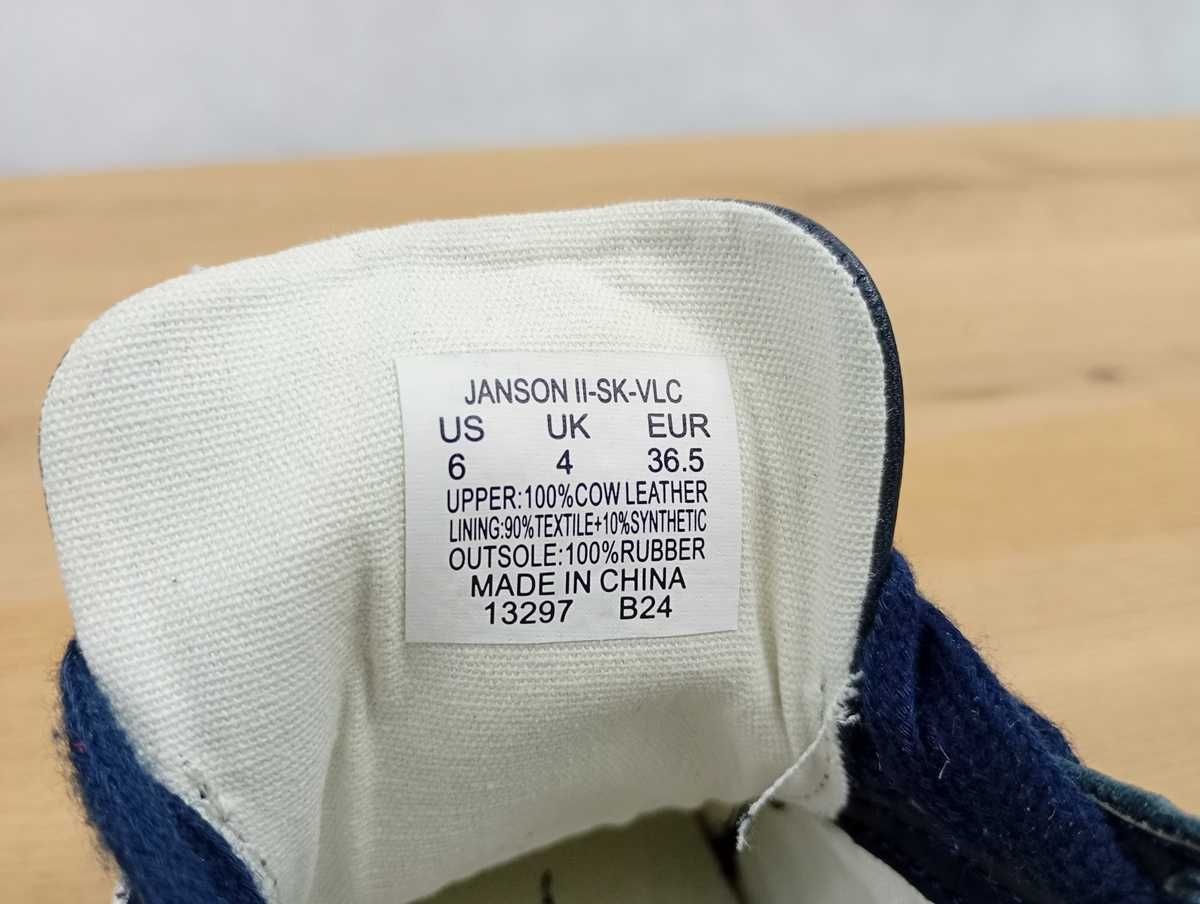 JANSON II-SK-VLC
US UK EUR
6 4 36.5
UPPER:100%COW LEATHER
LINING:90%TEXTILE+10%SYNTHETIC
OUTSOLE:100%RUBBER
MADE IN CHINA
13297 B24